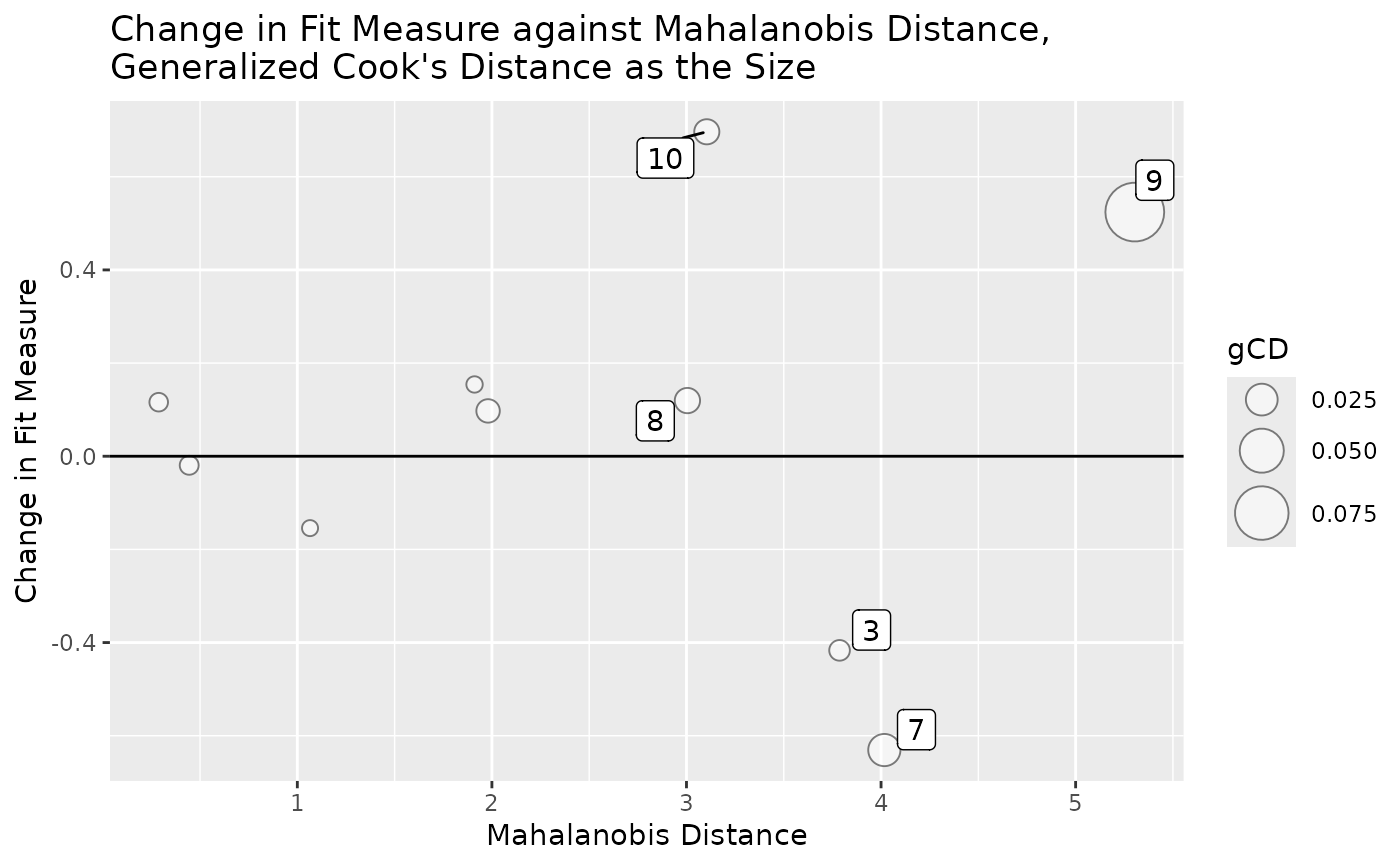 Change in Fit Measure against Mahalanobis Distance,
Generalized Cook's Distance as the Size
10
9
8
3
7
0.4
0.0
-0.4
Change in Fit Measure
1 2 3 4 5
Mahalanobis Distance
gCD
0.025
0.050
0.075